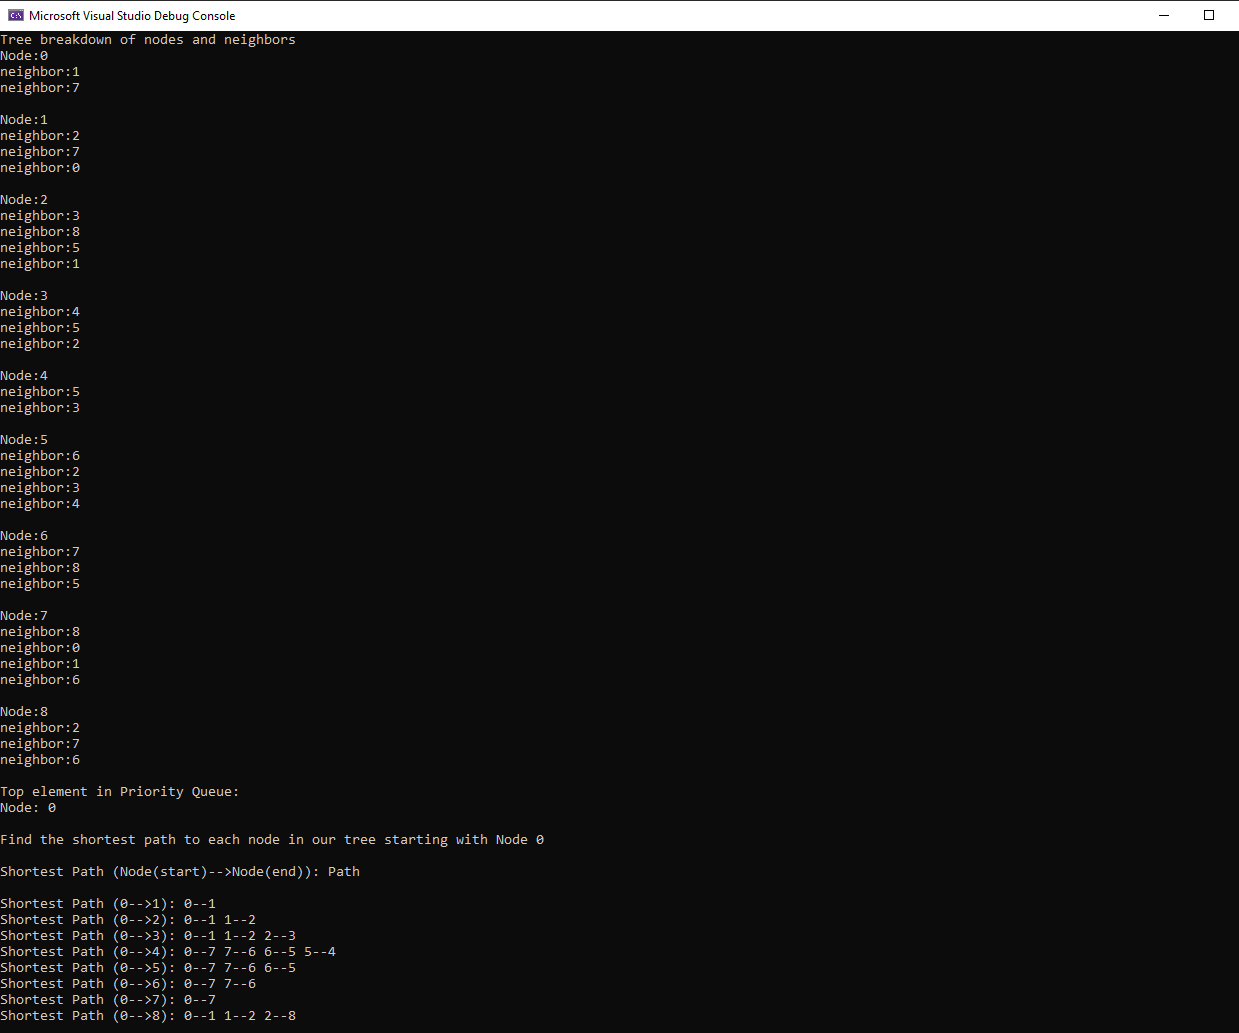 Microsoft Visual Studio Debug Console
Tree breakdown of nodes and neighbors
Node:0
neighbor:1
neighbor:7
Node:1
neighbor:2
neighbor:7
neighbor:0
Node:2
neighbor:3
neighbor:8
neighbor:5
neighbor:1
Node:3
neighbor:4
neighbor:5
neighbor:2
Node:4
neighbor:5
neighbor:3
Node:5
neighbor:6
neighbor:2
neighbor:3
neighbor:4
Node:6
neighbor:7
neighbor:8
neighbor:5
Node:7
neighbor:8
neighbor:0
neighbor:1
neighbor:6
Node:8
neighbor:2
neighbor:7
neighbor:6
Top element in Priority Queue:
Node: 0
Find the shortest path to each node in our tree starting with Node 0
Shortest Path (Node(start)-->Node(end)): Path
Shortest Path (0-->1): 0--1
Shortest Path (0-->2): 0--1 1--2
Shortest Path (0-->3): 0--1 1--2 2--3
Shortest Path (0-->4): 0--7 7--6 6--5 5--4
Shortest Path (0-->5): 0--7 7--6 6--5
Shortest Path (0-->6): 0--7 7--6
Shortest Path (0-->7): 0--7
Shortest Path (0-->8): 0--1 1--2 2--8